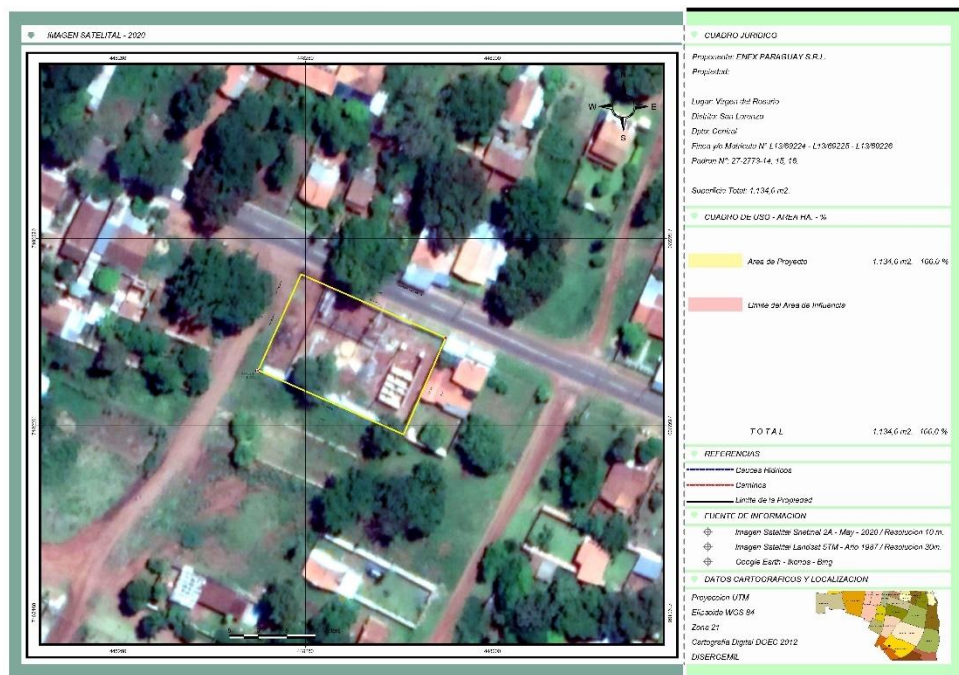 IMAGEN SATELITAL - 2020
W
E
S
CUADRO JURIDICO
Proponente: ENEX PARAGUAY S.R.L.
Propiedad:
Lugar: Virgen del Rosario
Distrito: San Lorenzo
Dpto: Central
Finca y/o Matricula N° L13/69224 - L13/69225 - L13/69226
Padron N°: 27-2773-14, 15, 16.
Superficie Total: 1.134,6 m2.
CUADRO DE USO - AREA HA. - %
Area de Proyecto 1.134,6 m2. 100,0 %
Limite del Area de Influencia
T O T A L 1.134,6 m2. 100,0 %
REFERENCIAS
Cauces Hidricos
Caminos
Limite de la Propiedad
FUENTE DE INFORMACION
Imagen Satelital Snetinel 2A - May - 2020 / Resolucion 10 m.
Imagen Satelital Landsat 5TM - Año 1987 / Resolucion 30m.
Google Earth - Ikonos - Bing
DATOS CARTOGRAFICOS Y LOCALIZACION
Proyeccion UTM
Elipsoide WGS 84
Zona 21
Cartografia Digital DGEC 2012
DISERGEMIL